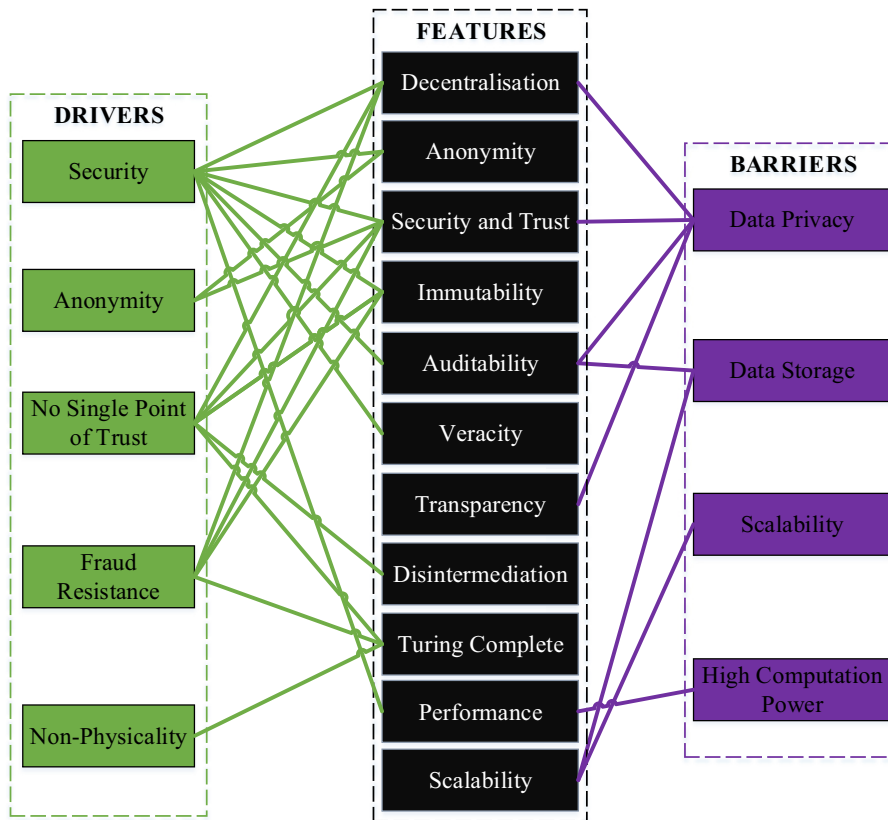 DRIVERS
Security
Anonymity
No Single Point
of Trust
Fraud
Resistance
Non-Physicality
FEATURES
Decentralisation
Anonymity
Security and Trust
Immutability
Auditability
Veracity
Transparency
Disintermediation
Turing Complete
Performance
Scalability
BARRIERS
Data Privacy
Data Storage
Scalability
High Computation
Power